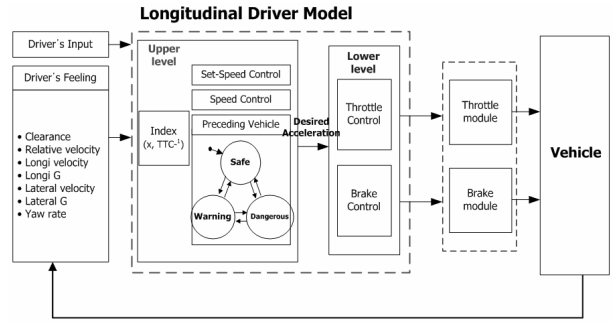 Longitudinal Driver Model
Driver's Input
Driver's Feeling
• Clearance
• Relative velocity
• Longi velocity
• Longi G
• Lateral velocity
• Lateral G
• Yaw rate
Upper
level
Index
(x, TTC⁻¹)
Set-Speed Control
Speed Control
Preceding Vehicle
Safe
Warning
Dangerous
Desired
Acceleration
Lower
level
Throttle
Control
Brake
Control
Throttle
module
Brake
module
Vehicle